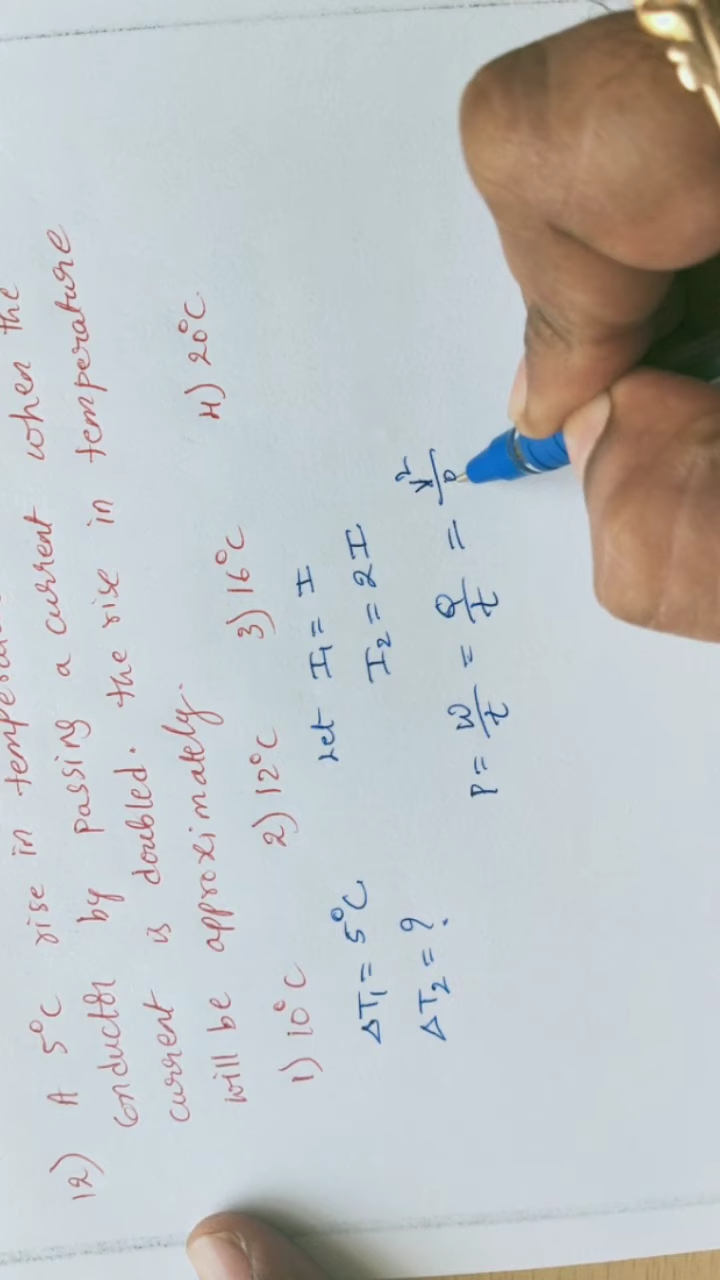 12) A 5°C rise in temperat
conductor by passing a current when the
current is doubled. the rise in temperature
will be approximately.
1) 10°C 2) 12°C 3) 16°C 4) 20°C.
ΔT₁ = 5°C Let I₁ = I
ΔT₂ = ? I₂ = 2I
P = W/t = Q/t = V²/